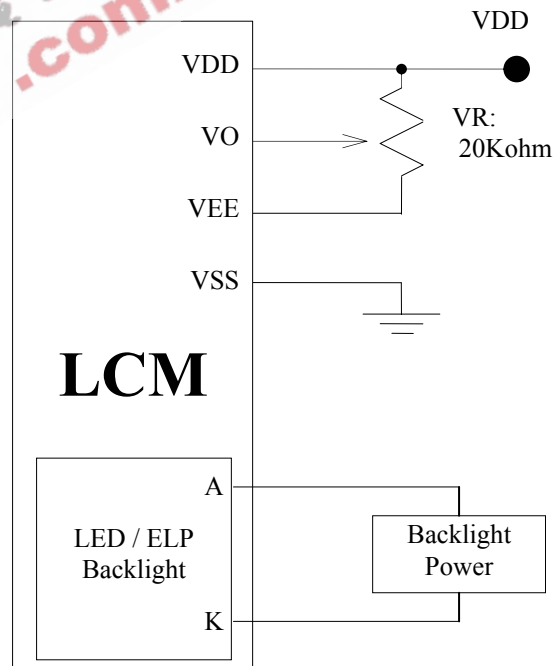 .com
VDD
VDD
VO
VR:
20Kohm
VEE
VSS
LCM
A
LED / ELP
Backlight
Backlight
Power
K